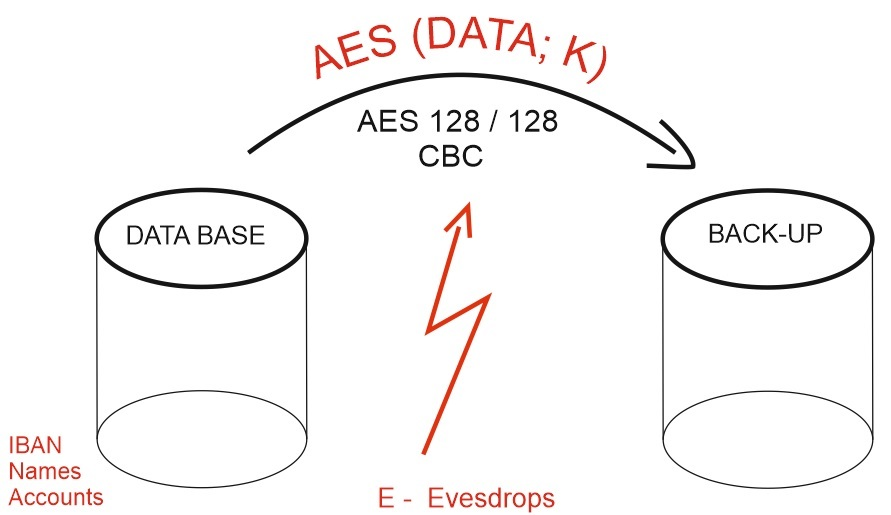 AES (DATA; K)
AES 128 / 128
CBC
DATA BASE
BACK-UP
IBAN
Names
Accounts
E - Evesdrops